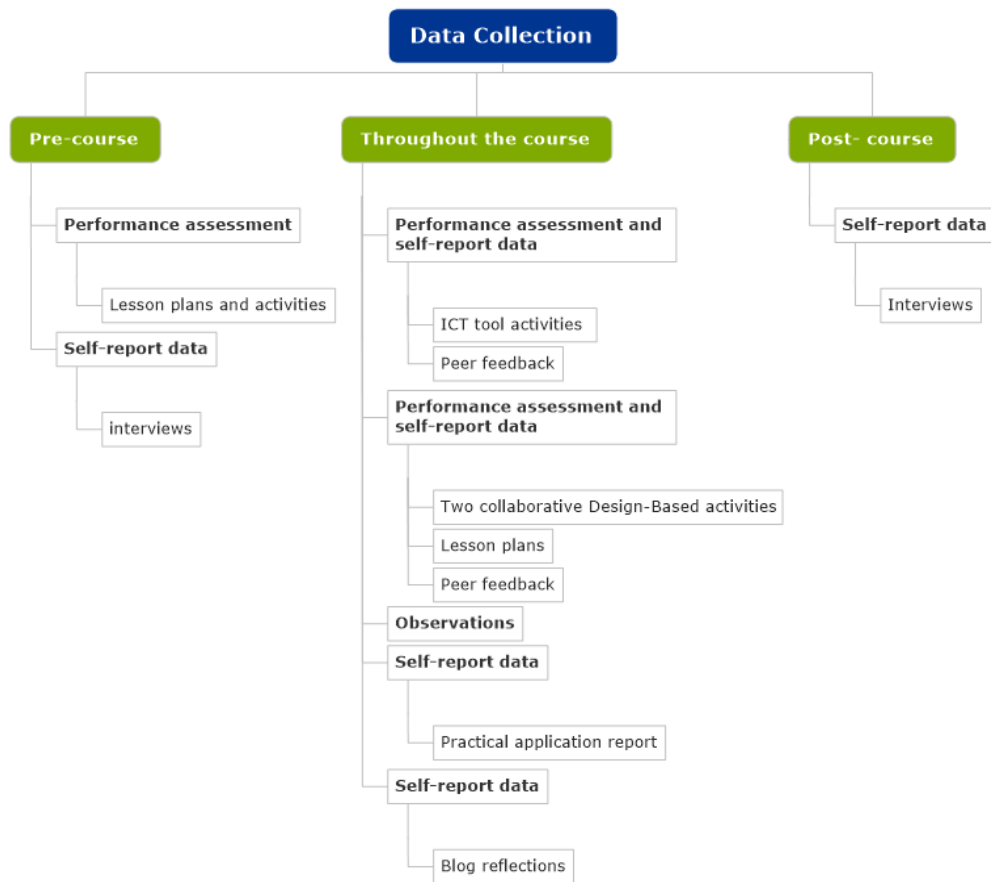 Data Collection
Pre-course
Performance assessment
Lesson plans and activities
Self-report data
interviews
Throughout the course
Performance assessment and
self-report data
ICT tool activities
Peer feedback
Performance assessment and
self-report data
Two collaborative Design-Based activities
Lesson plans
Peer feedback
Observations
Self-report data
Practical application report
Self-report data
Blog reflections
Post- course
Self-report data
Interviews